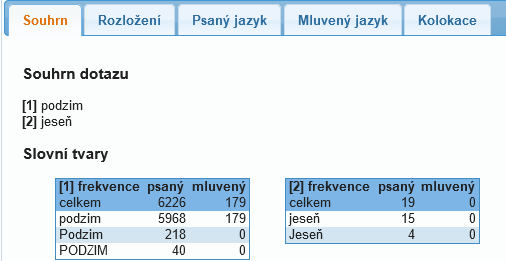 Souhrn Rozložení Psaný jazyk Mluvený jazyk Kolokace
Souhrn dotazu
[1] podzim
[2] jeseň
Slovní tvary
[1] frekvence psaný mluvený [2] frekvence psaný mluvený
celkem 6226 179 celkem 19 0
podzim 5968 179 jeseň 15 0
Podzim 218 0 Jeseň 4 0
PODZIM 40 0